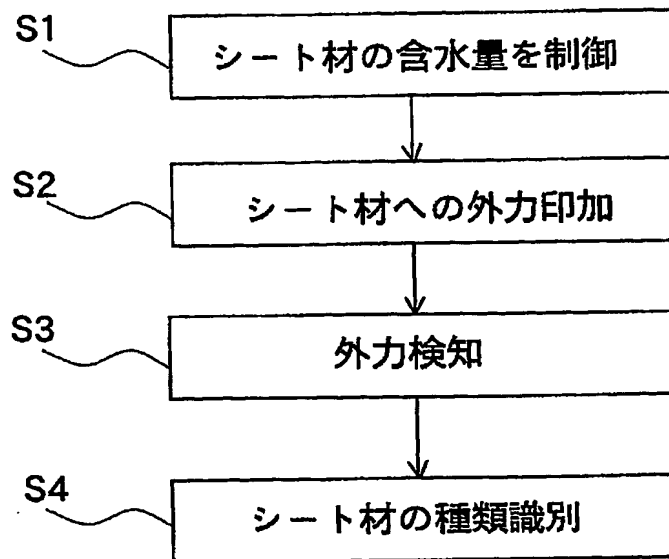 S1
シート材の含水量を制御
S2
シート材への外力印加
S3
外力検知
S4
シート材の種類識別